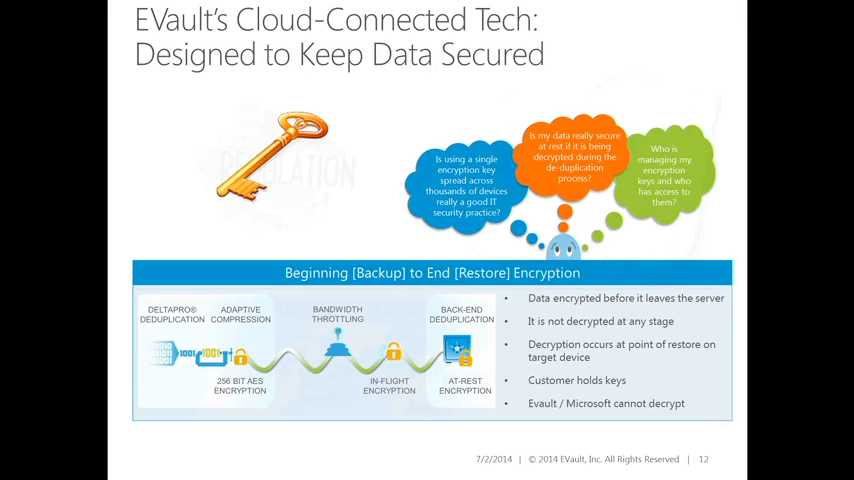 EVault's Cloud-Connected Tech:
Designed to Keep Data Secured
Is using a single
encryption key
spread across
thousands of devices
really a good IT
security practice?
Is my data really secure
at rest if it is being
decrypted during the
de-duplication
process?
Who is
managing my
encryption
keys and who
has access to
them?
Beginning [Backup] to End [Restore] Encryption
DELTAPRO®
DEDUPLICATION
ADAPTIVE
COMPRESSION
BANDWIDTH
THROTTLING
BACK-END
DEDUPLICATION
1001
1001
256 BIT AES
ENCRYPTION
IN-FLIGHT
ENCRYPTION
AT-REST
ENCRYPTION
• Data encrypted before it leaves the server
• It is not decrypted at any stage
• Decryption occurs at point of restore on
target device
• Customer holds keys
• Evault / Microsoft cannot decrypt
7/2/2014 | © 2014 EVault, Inc. All Rights Reserved | 12